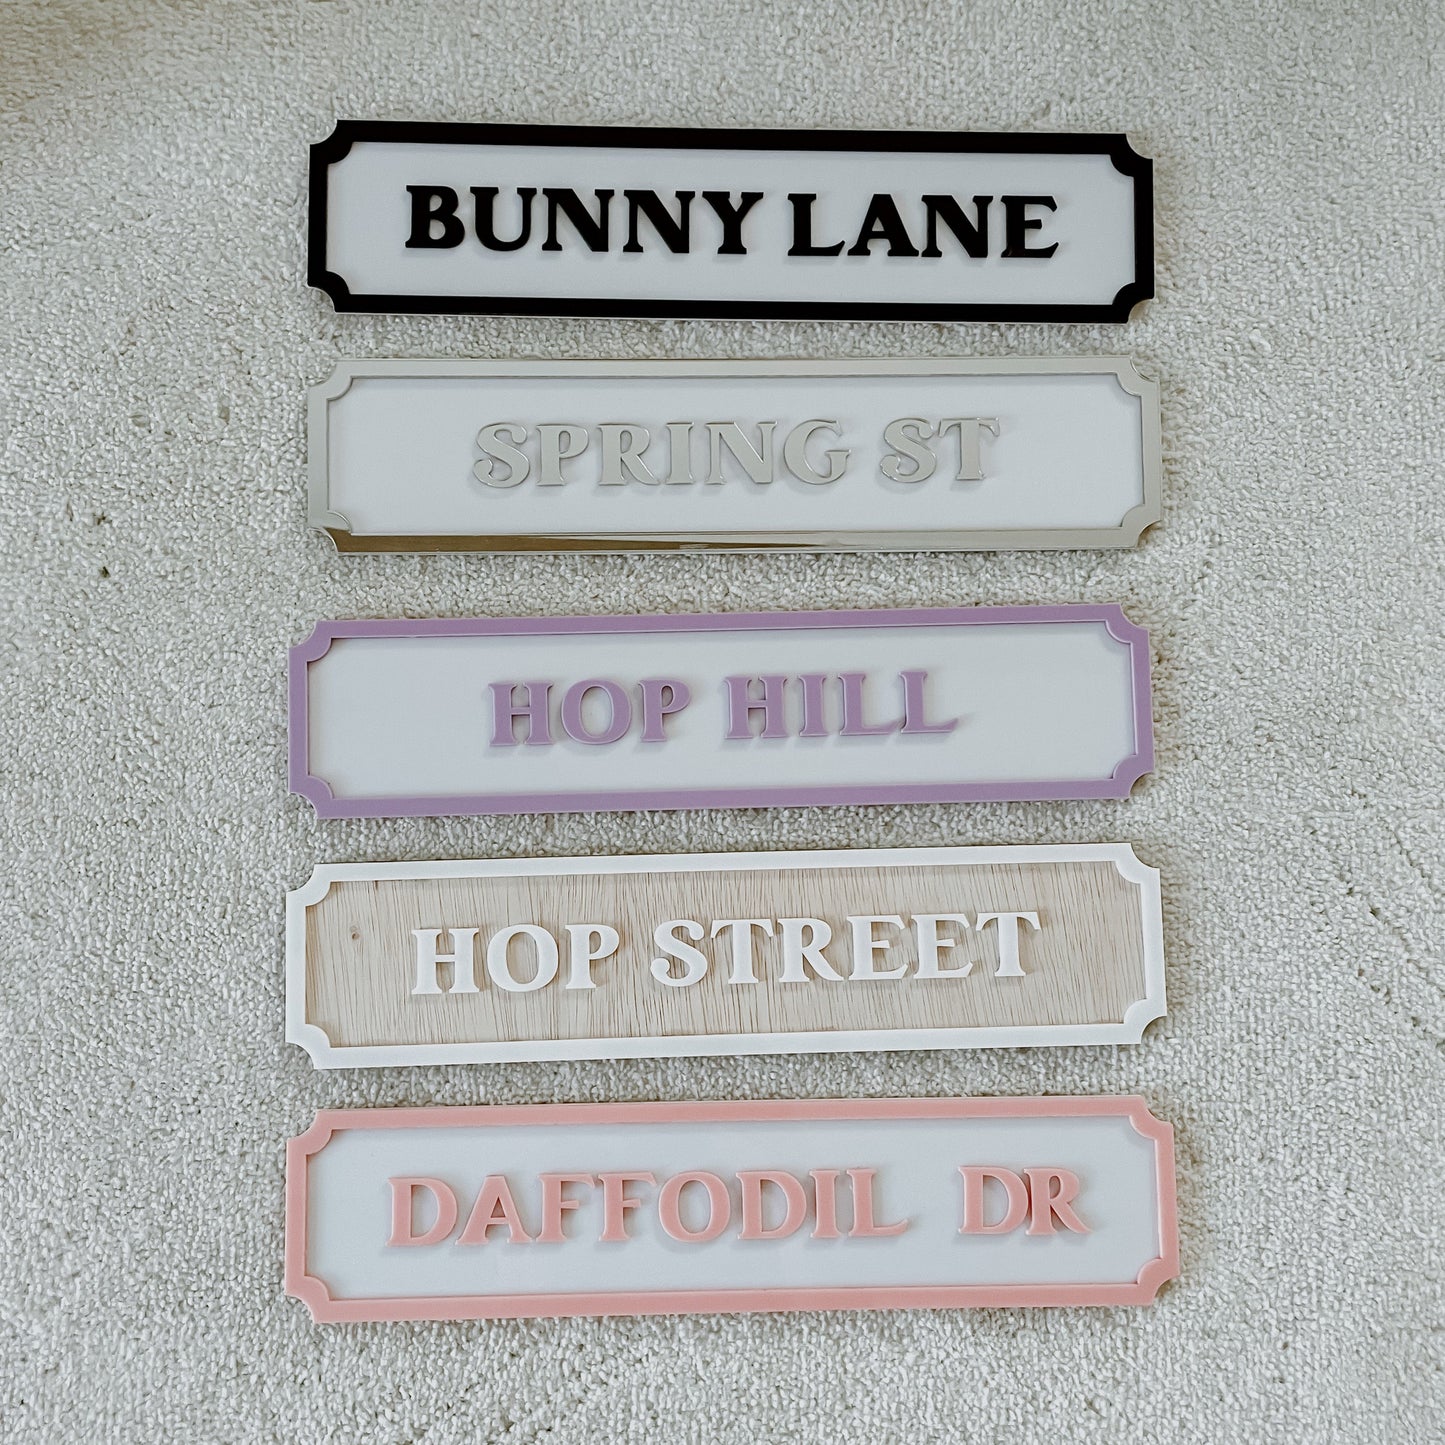 BUNNY LANE
SPRING ST
HOP HILL
HOP STREET
DAFFODIL DR